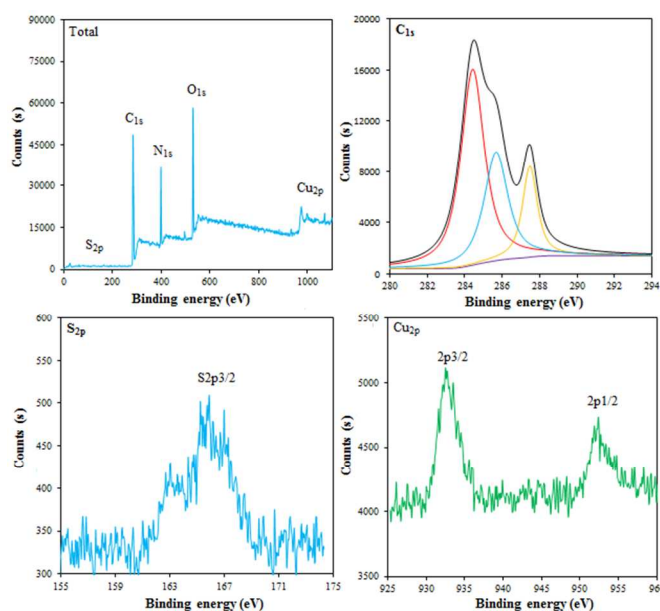 Total
90000
75000
60000
45000
30000
15000
0
Counts (s)
O1s
C1s
N1s
S2p
Cu2p
0 200 400 600 800 1000
Binding energy (eV)
C1s
20000
16000
12000
8000
4000
0
Counts (s)
280 282 284 286 288 290 292 294
Binding energy (eV)
S2p
600
550
500
450
400
350
300
Counts (s)
S2p3/2
155 159 163 167 171 175
Binding energy (eV)
Cu2p
5500
5000
4500
4000
3500
Counts (s)
2p3/2
2p1/2
925 930 935 940 945 950 955 96
Binding energy (eV)